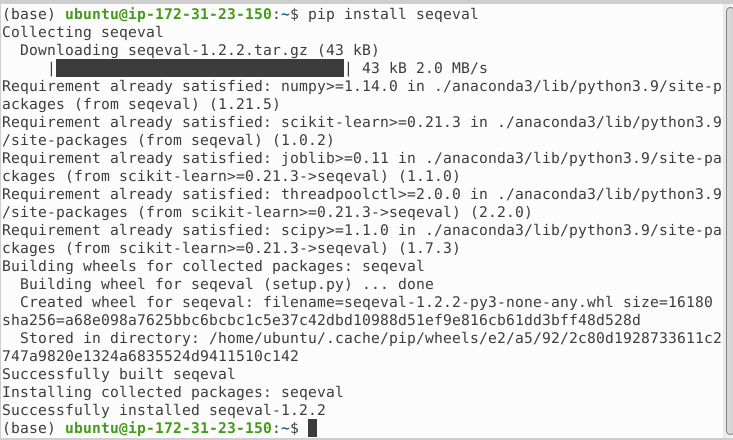 (base) ubuntu@ip-172-31-23-150:~$ pip install seqeval
Collecting seqeval
  Downloading seqeval-1.2.2.tar.gz (43 kB)
     |████████████████████████████████| 43 kB 2.0 MB/s
Requirement already satisfied: numpy>=1.14.0 in ./anaconda3/lib/python3.9/site-p
ackages (from seqeval) (1.21.5)
Requirement already satisfied: scikit-learn>=0.21.3 in ./anaconda3/lib/python3.9
/site-packages (from seqeval) (1.0.2)
Requirement already satisfied: joblib>=0.11 in ./anaconda3/lib/python3.9/site-pa
ckages (from scikit-learn>=0.21.3->seqeval) (1.1.0)
Requirement already satisfied: threadpoolctl>=2.0.0 in ./anaconda3/lib/python3.9
/site-packages (from scikit-learn>=0.21.3->seqeval) (2.2.0)
Requirement already satisfied: scipy>=1.1.0 in ./anaconda3/lib/python3.9/site-pa
ckages (from scikit-learn>=0.21.3->seqeval) (1.7.3)
Building wheels for collected packages: seqeval
  Building wheel for seqeval (setup.py) ... done
  Created wheel for seqeval: filename=seqeval-1.2.2-py3-none-any.whl size=16180
sha256=a68e098a7625bbc6bcbc1c5e37c42dbd10988d51ef9e816cb61dd3bff48d528d
  Stored in directory: /home/ubuntu/.cache/pip/wheels/e2/a5/92/2c80d1928733611c2
747a9820e1324a6835524d9411510c142
Successfully built seqeval
Installing collected packages: seqeval
Successfully installed seqeval-1.2.2
(base) ubuntu@ip-172-31-23-150:~$